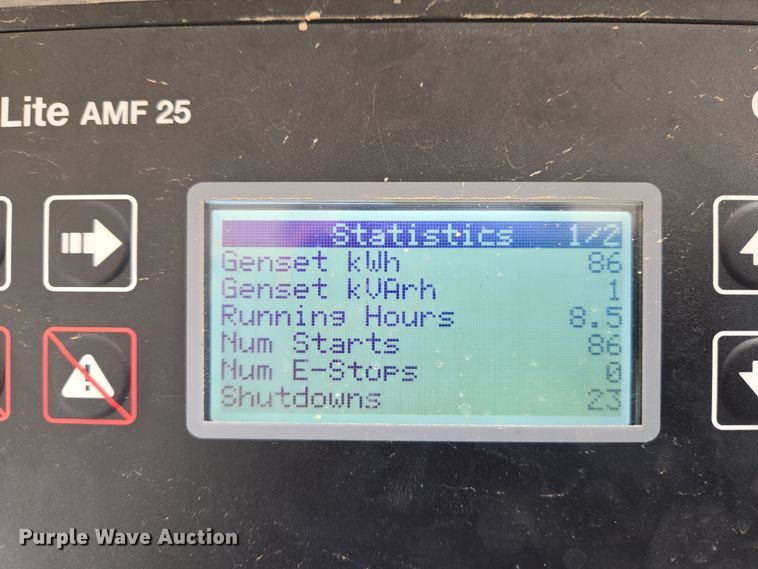 Lite AMF 25
Statistics 1/2
Genset kWh 86
Genset kVArh 1
Running Hours 8.5
Num Starts 86
Num E-Stops 0
Shutdowns 23
Purple Wave Auction